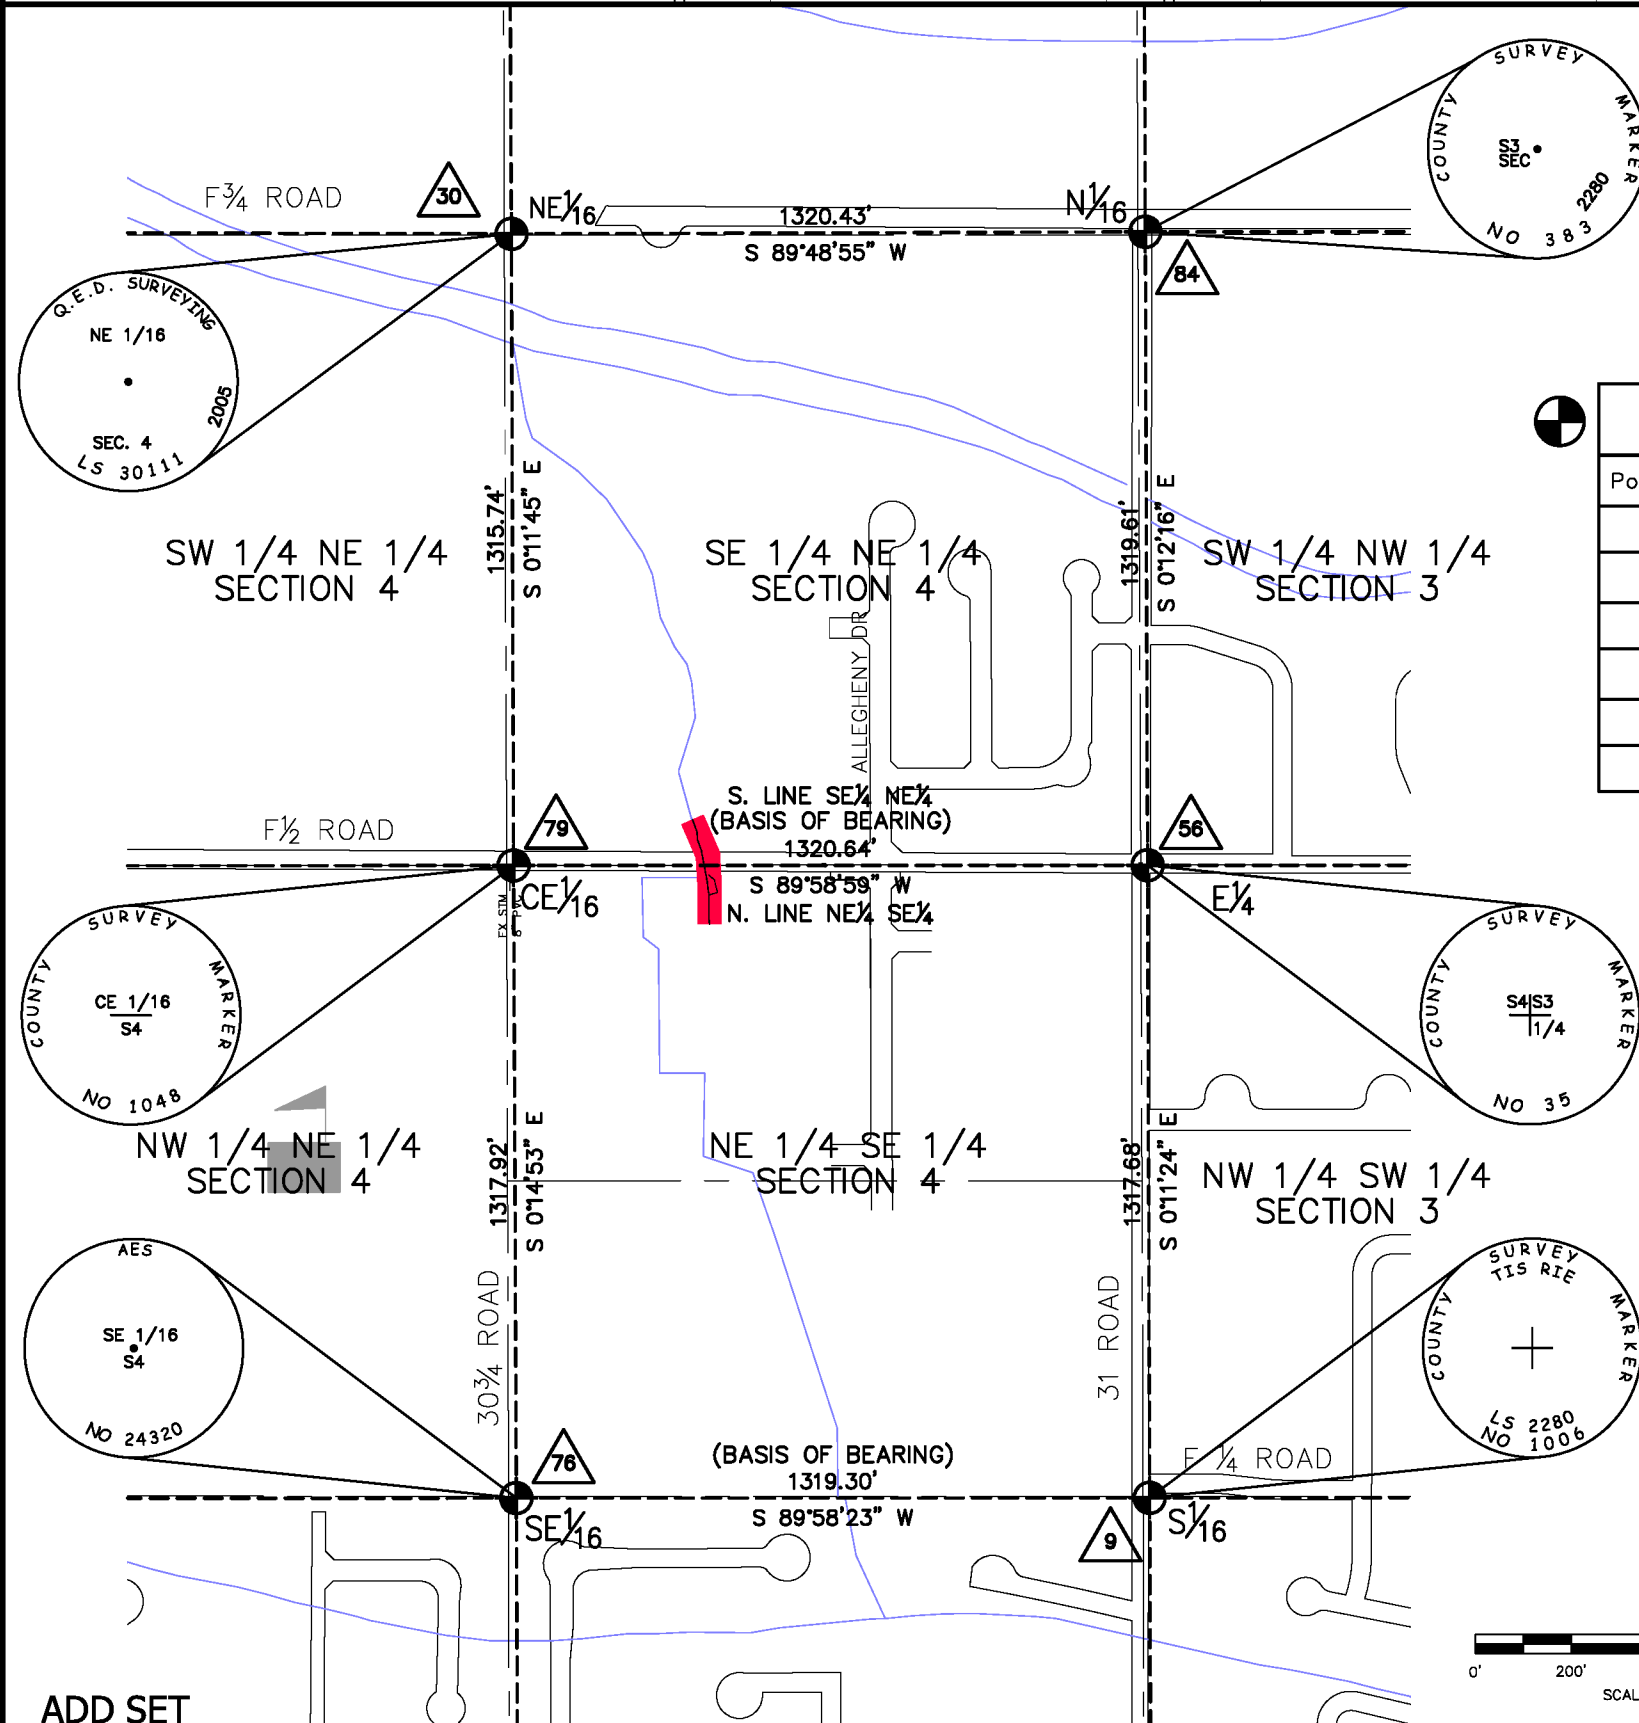 SURVEY
COUNTY
MARKER
S3
SEC
2280
NO 383
F¾ ROAD
30
NE1/16
1320.43'
S 89°48'55" W
N1/16
84
Q.E.D. SURVEYING
NE 1/16
2005
SEC. 4
LS 30111
Po
1315.74'
S 0°11'45" E
1319.61'
S 0°12'16" E
SW 1/4 NE 1/4
SECTION 4
SE 1/4 NE 1/4
SECTION 4
SW 1/4 NW 1/4
SECTION 3
ALLEGHENY DR
S. LINE SE¼ NE¼
(BASIS OF BEARING)
1320.64'
S 89°58'59" W
N. LINE NE¼ SE¼
F½ ROAD
79
56
CE1/16
EX STM
8" PVC
E¼
SURVEY
COUNTY
MARKER
CE 1/16
S4
NO 1048
SURVEY
COUNTY
MARKER
S4 S3
1/4
NO 35
NW 1/4 NE 1/4
SECTION 4
NE 1/4 SE 1/4
SECTION 4
NW 1/4 SW 1/4
SECTION 3
1317.92'
S 0°14'53" E
1317.68'
S 0°11'24" E
AES
SE 1/16
S4
NO 24320
30¾ ROAD
31 ROAD
SURVEY
TIS RIE
COUNTY
MARKER
LS 2280
NO 1006
F ¼ ROAD
(BASIS OF BEARING)
1319.30'
S 89°58'23" W
76
SE1/16
9
S1/16
0'
200'
SCAL
ADD SET